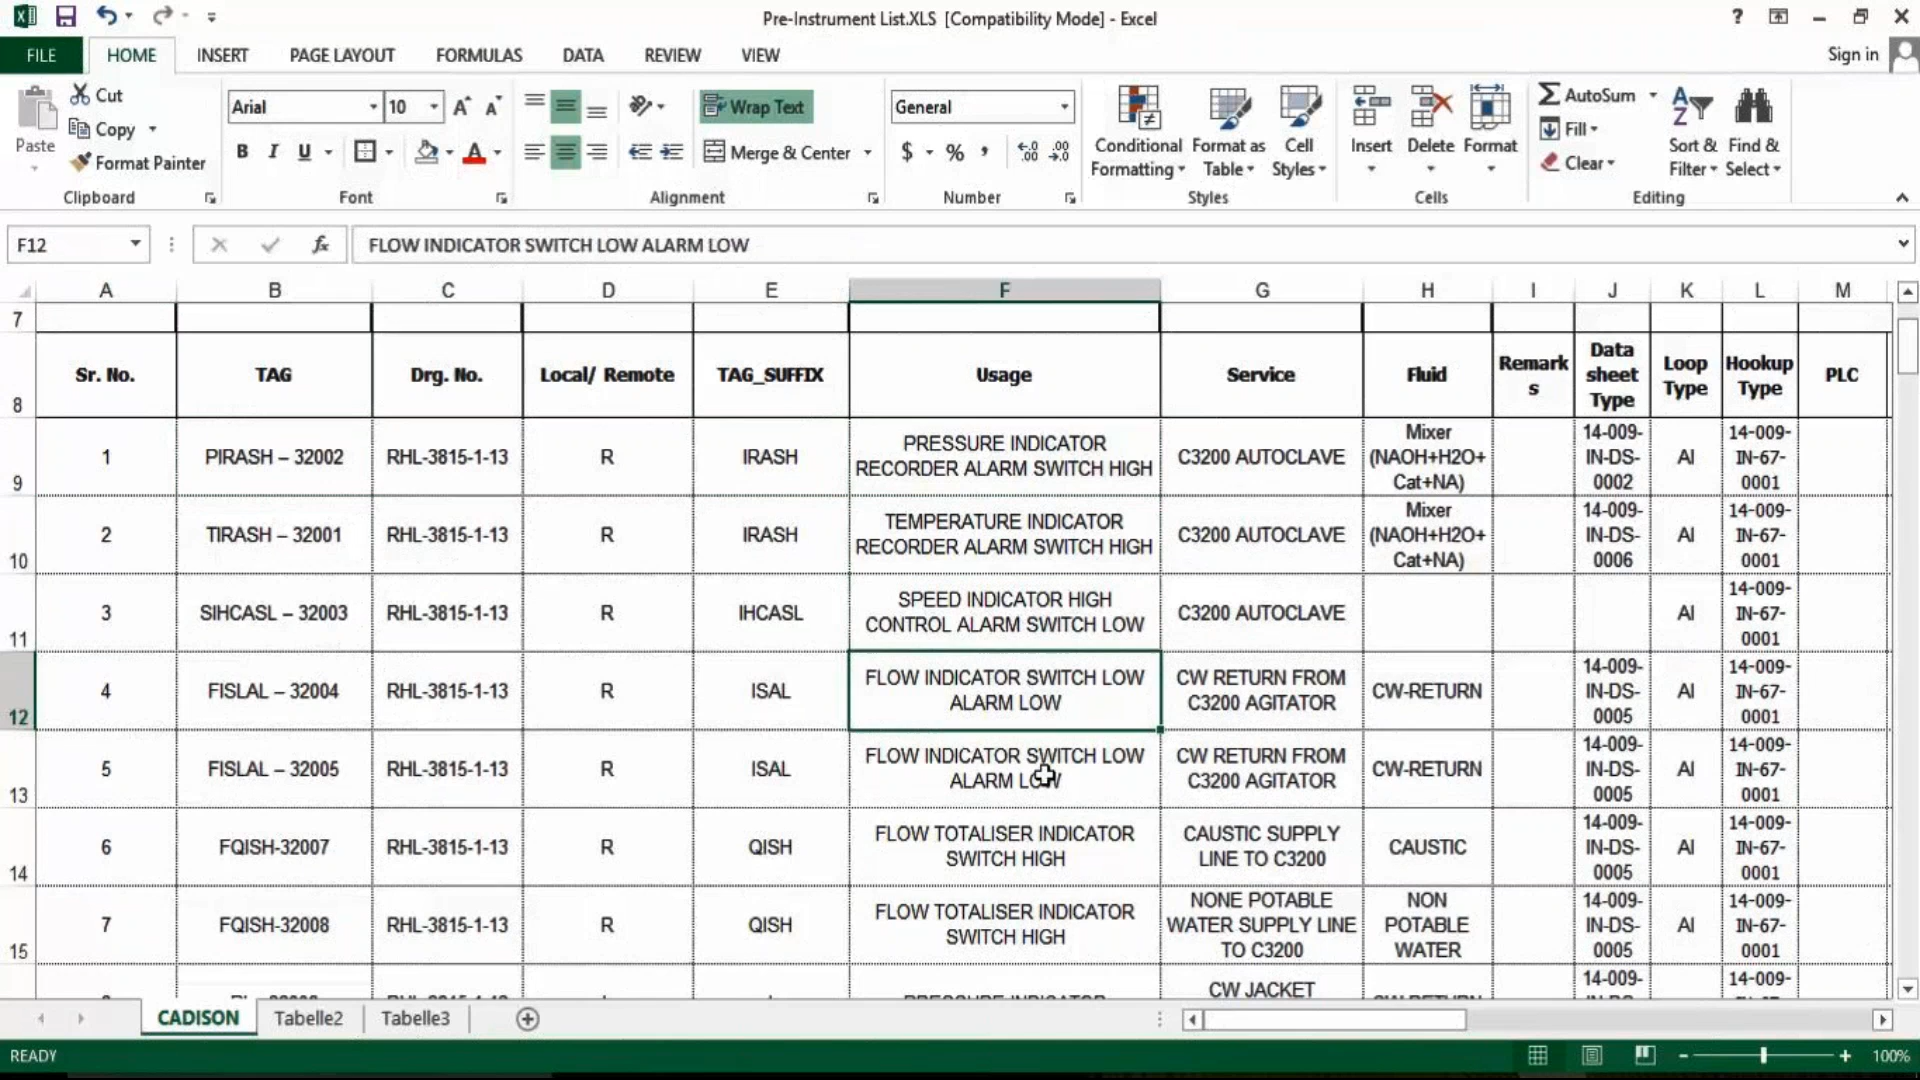 Pre-Instrument List.XLS [Compatibility Mode] - Excel
FILE HOME INSERT PAGE LAYOUT FORMULAS DATA REVIEW VIEW Sign in
Paste
Cut
Copy
Format Painter
Clipboard
Arial 10
B I U
Font
Wrap Text
Merge & Center
Alignment
General
$ % ,
Number
Conditional Formatting
Format as Table
Cell Styles
Styles
Insert
Delete
Format
Cells
AutoSum
Fill
Clear
Sort & Filter
Find & Select
Editing
F12 fx FLOW INDICATOR SWITCH LOW ALARM LOW
A B C D E F G H I J K L M
7
8 Sr. No. TAG Drg. No. Local/ Remote TAG_SUFFIX Usage Service Fluid Remarks Data sheet Type Loop Type Hookup Type PLC
9 1 PIRASH – 32002 RHL-3815-1-13 R IRASH PRESSURE INDICATOR RECORDER ALARM SWITCH HIGH C3200 AUTOCLAVE Mixer (NAOH+H2O+Cat+NA) 14-009-IN-DS-0002 AI 14-009-IN-67-0001
10 2 TIRASH – 32001 RHL-3815-1-13 R IRASH TEMPERATURE INDICATOR RECORDER ALARM SWITCH HIGH C3200 AUTOCLAVE Mixer (NAOH+H2O+Cat+NA) 14-009-IN-DS-0006 AI 14-009-IN-67-0001
11 3 SIHCASL – 32003 RHL-3815-1-13 R IHCASL SPEED INDICATOR HIGH CONTROL ALARM SWITCH LOW C3200 AUTOCLAVE AI 14-009-IN-67-0001
12 4 FISLAL – 32004 RHL-3815-1-13 R ISAL FLOW INDICATOR SWITCH LOW ALARM LOW CW RETURN FROM C3200 AGITATOR CW-RETURN 14-009-IN-DS-0005 AI 14-009-IN-67-0001
13 5 FISLAL – 32005 RHL-3815-1-13 R ISAL FLOW INDICATOR SWITCH LOW ALARM LOW CW RETURN FROM C3200 AGITATOR CW-RETURN 14-009-IN-DS-0005 AI 14-009-IN-67-0001
14 6 FQISH-32007 RHL-3815-1-13 R QISH FLOW TOTALISER INDICATOR SWITCH HIGH CAUSTIC SUPPLY LINE TO C3200 CAUSTIC 14-009-IN-DS-0005 AI 14-009-IN-67-0001
15 7 FQISH-32008 RHL-3815-1-13 R QISH FLOW TOTALISER INDICATOR SWITCH HIGH NONE POTABLE WATER SUPPLY LINE TO C3200 NON POTABLE WATER 14-009-IN-DS-0005 AI 14-009-IN-67-0001
CW JACKET 14-009- 14-009-
CADISON Tabelle2 Tabelle3
READY 100%